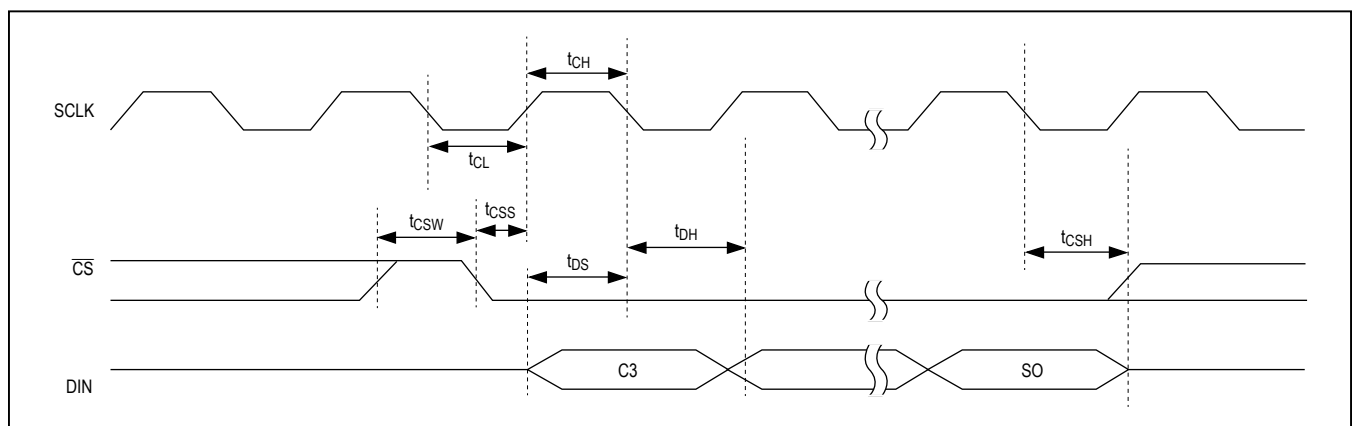 tCH
SCLK
tCL
tCSS
tCSW
tDH
tCSH
CS
tDS
C3
SO
DIN